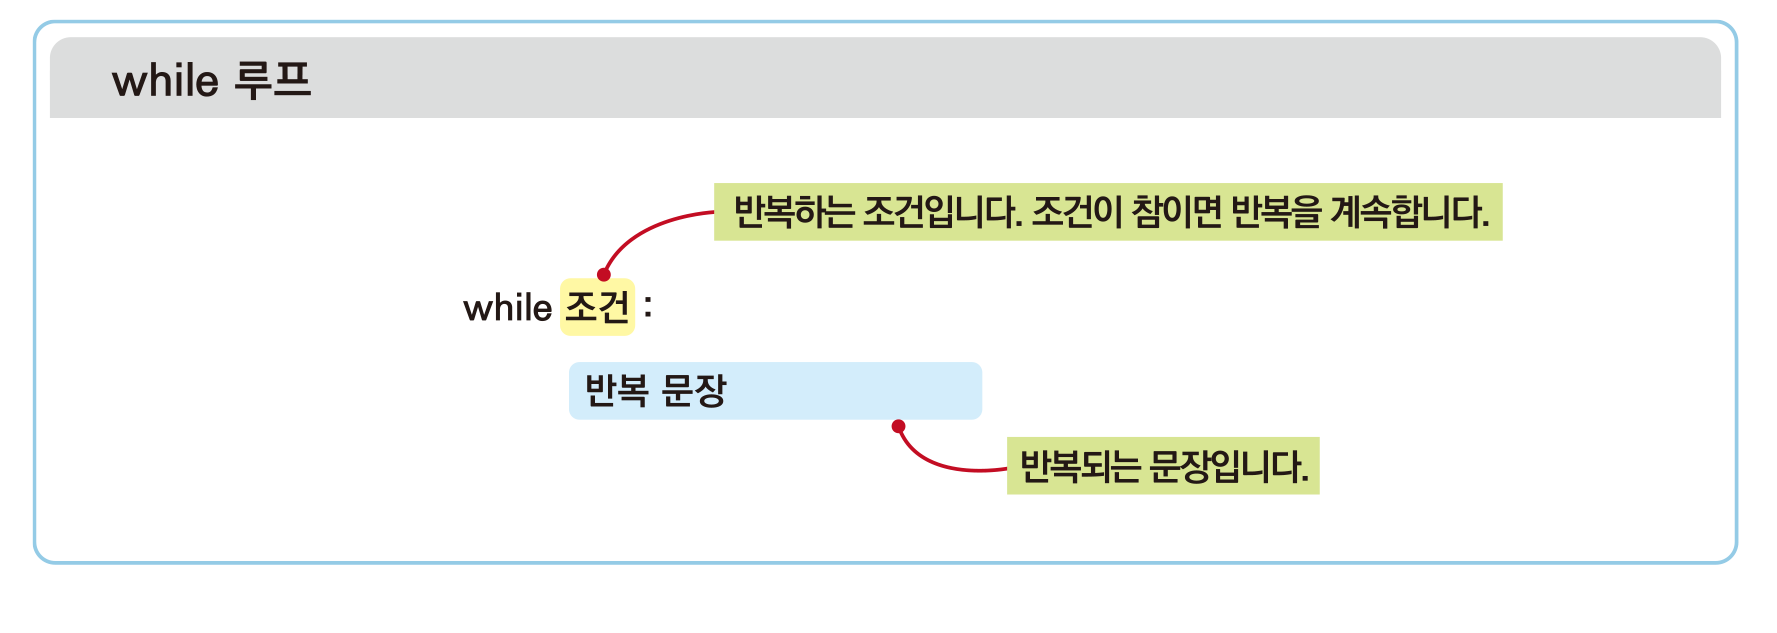 while 루프
반복하는 조건입니다. 조건이 참이면 반복을 계속합니다.
while 조건 :
반복 문장
반복되는 문장입니다.